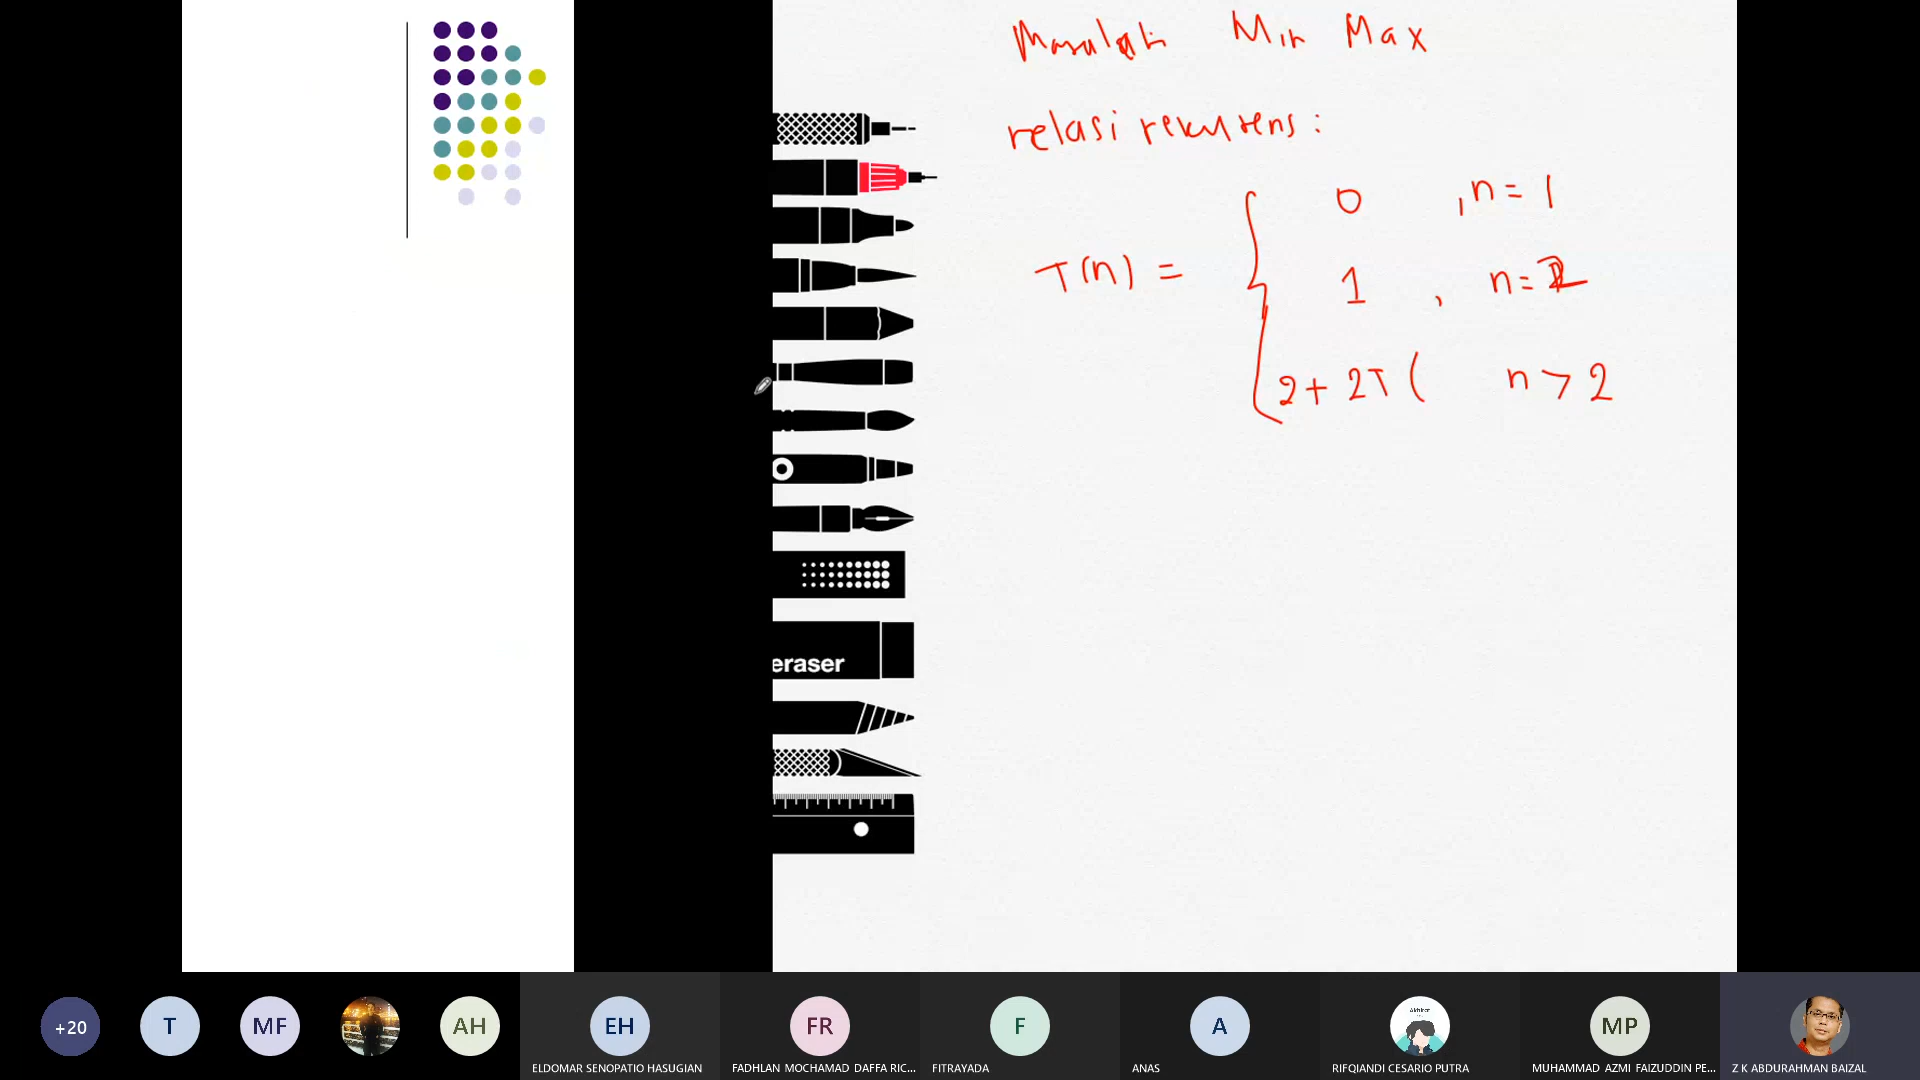 Masalah Min Max
relasi rekurens :
0 , n = 1
T(n) = 1 , n = 2
2 + 2T ( n > 2
eraser
+20
T
MF
AH
EH
FR
F
A
MP
ELDOMAR SENOPATIO HASUGIAN
FADHLAN MOCHAMAD DAFFA RIC...
FITRAYADA
ANAS
RIFQIANDI CESARIO PUTRA
MUHAMMAD AZMI FAIZUDDIN PE...
Z K ABDURAHMAN BAIZAL